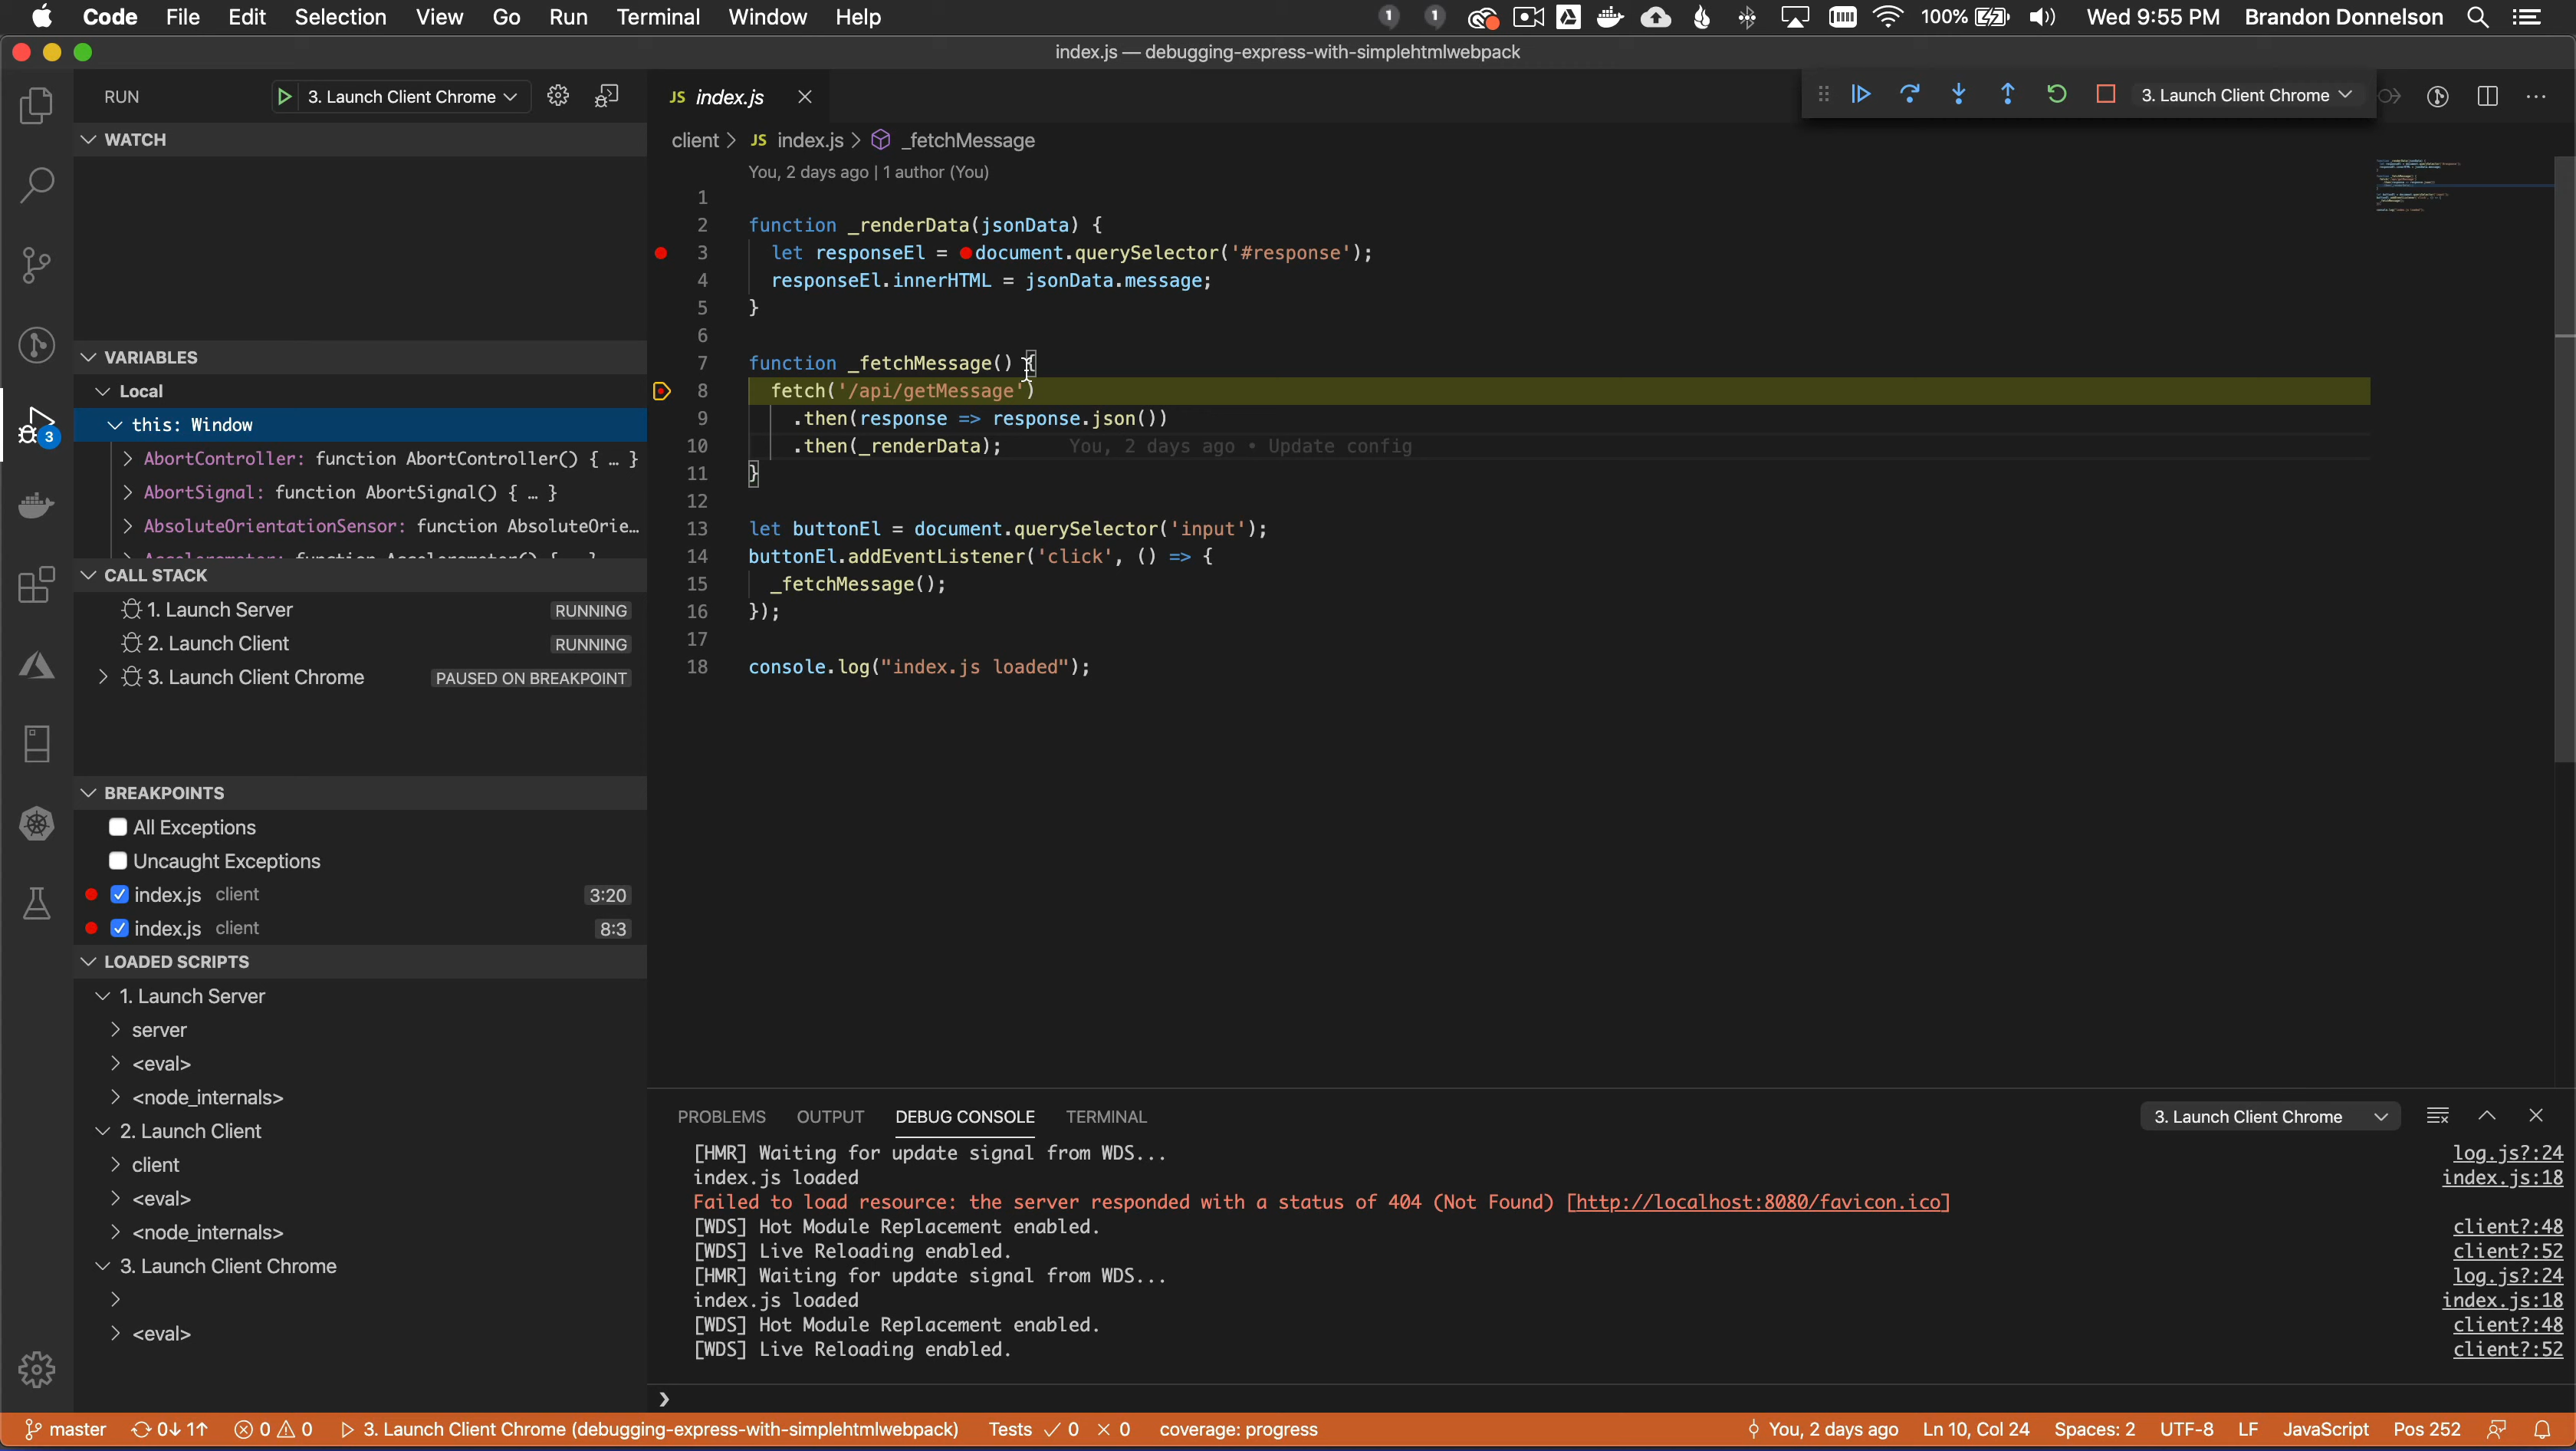 Code File Edit Selection View Go Run Terminal Window Help
1 1 100% Wed 9:55 PM Brandon Donnelson
index.js — debugging-express-with-simplehtmlwebpack
RUN 3. Launch Client Chrome
JS index.js
3. Launch Client Chrome
WATCH
client > JS index.js > _fetchMessage
You, 2 days ago | 1 author (You)
1
2 function _renderData(jsonData) {
3 let responseEl = document.querySelector('#response');
4 responseEl.innerHTML = jsonData.message;
5 }
6
7 function _fetchMessage() {
8 fetch('/api/getMessage')
9 .then(response => response.json())
10 .then(_renderData); You, 2 days ago • Update config
11 }
12
13 let buttonEl = document.querySelector('input');
14 buttonEl.addEventListener('click', () => {
15 _fetchMessage();
16 });
17
18 console.log("index.js loaded");
VARIABLES
Local
this: Window
AbortController: function AbortController() { … }
AbortSignal: function AbortSignal() { … }
AbsoluteOrientationSensor: function AbsoluteOrie…
3
CALL STACK
1. Launch Server RUNNING
2. Launch Client RUNNING
3. Launch Client Chrome PAUSED ON BREAKPOINT
BREAKPOINTS
All Exceptions
Uncaught Exceptions
index.js client 3:20
index.js client 8:3
LOADED SCRIPTS
1. Launch Server
server
<eval>
<node_internals>
2. Launch Client
client
<eval>
<node_internals>
3. Launch Client Chrome
<eval>
PROBLEMS OUTPUT DEBUG CONSOLE TERMINAL 3. Launch Client Chrome
[HMR] Waiting for update signal from WDS... log.js?:24
index.js loaded index.js:18
Failed to load resource: the server responded with a status of 404 (Not Found) [http://localhost:8080/favicon.ico]
[WDS] Hot Module Replacement enabled. client?:48
[WDS] Live Reloading enabled. client?:52
[HMR] Waiting for update signal from WDS... log.js?:24
index.js loaded index.js:18
[WDS] Hot Module Replacement enabled. client?:48
[WDS] Live Reloading enabled. client?:52
master 0↓ 1↑ 0 0 3. Launch Client Chrome (debugging-express-with-simplehtmlwebpack) Tests ✓ 0 × 0 coverage: progress You, 2 days ago Ln 10, Col 24 Spaces: 2 UTF-8 LF JavaScript Pos 252